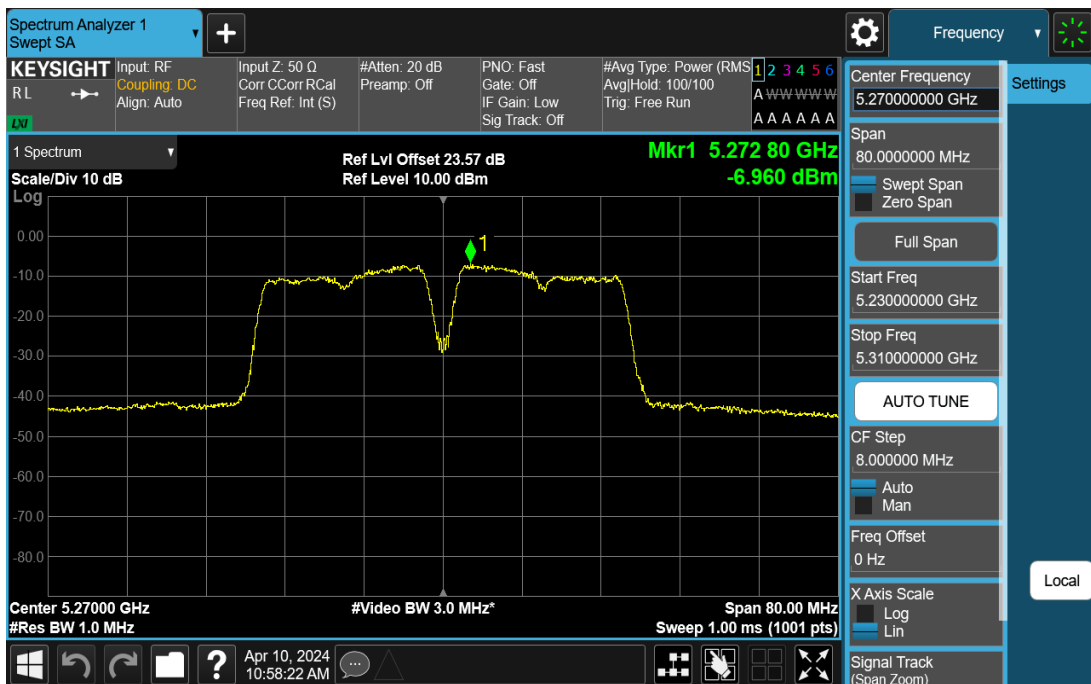 Spectrum Analyzer 1
Swept SA
Frequency
KEYSIGHT
RL
LXI
Input: RF
Coupling: DC
Align: Auto
Input Z: 50 Ω
Corr CCorr RCal
Freq Ref: Int (S)
#Atten: 20 dB
Preamp: Off
PNO: Fast
Gate: Off
IF Gain: Low
Sig Track: Off
#Avg Type: Power (RMS
Avg|Hold: 100/100
Trig: Free Run
1 2 3 4 5 6
A W W W W W
A A A A A A
1 Spectrum
Scale/Div 10 dB
Log
Ref Lvl Offset 23.57 dB
Ref Level 10.00 dBm
Mkr1 5.272 80 GHz
-6.960 dBm
1
0.00
-10.0
-20.0
-30.0
-40.0
-50.0
-60.0
-70.0
-80.0
Center 5.27000 GHz
#Res BW 1.0 MHz
#Video BW 3.0 MHz*
Span 80.00 MHz
Sweep 1.00 ms (1001 pts)
Center Frequency
5.270000000 GHz
Settings
Span
80.0000000 MHz
Swept Span
Zero Span
Full Span
Start Freq
5.230000000 GHz
Stop Freq
5.310000000 GHz
AUTO TUNE
CF Step
8.000000 MHz
Auto
Man
Freq Offset
0 Hz
X Axis Scale
Log
Lin
Signal Track
(Span Zoom)
Local
?
Apr 10, 2024
10:58:22 AM